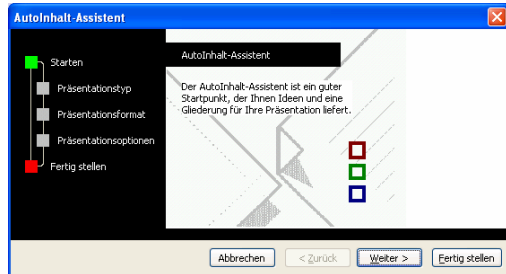 AutoInhalt-Assistent
Starten
Präsentationstyp
Präsentationsformat
Präsentationsoptionen
Fertig stellen
AutoInhalt-Assistent
Der AutoInhalt-Assistent ist ein guter
Startpunkt, der Ihnen Ideen und eine
Gliederung für Ihre Präsentation liefert.
Abbrechen
< Zurück
Weiter >
Fertig stellen